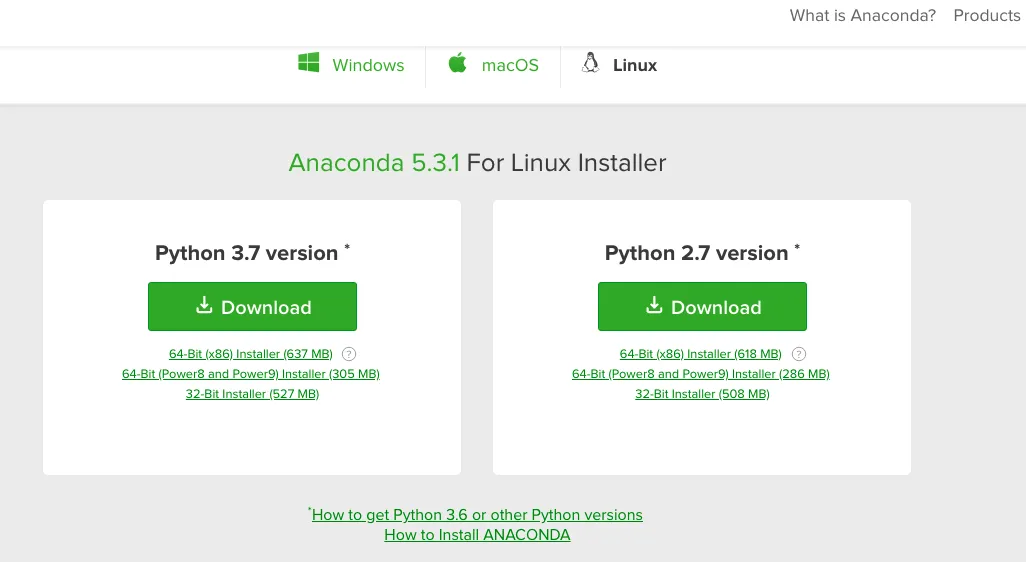 What is Anaconda? Products
Windows macOS Linux
Anaconda 5.3.1 For Linux Installer
Python 3.7 version *
Download
64-Bit (x86) Installer (637 MB) ?
64-Bit (Power8 and Power9) Installer (305 MB)
32-Bit Installer (527 MB)
Python 2.7 version *
Download
64-Bit (x86) Installer (618 MB) ?
64-Bit (Power8 and Power9) Installer (286 MB)
32-Bit Installer (508 MB)
*How to get Python 3.6 or other Python versions
How to Install ANACONDA